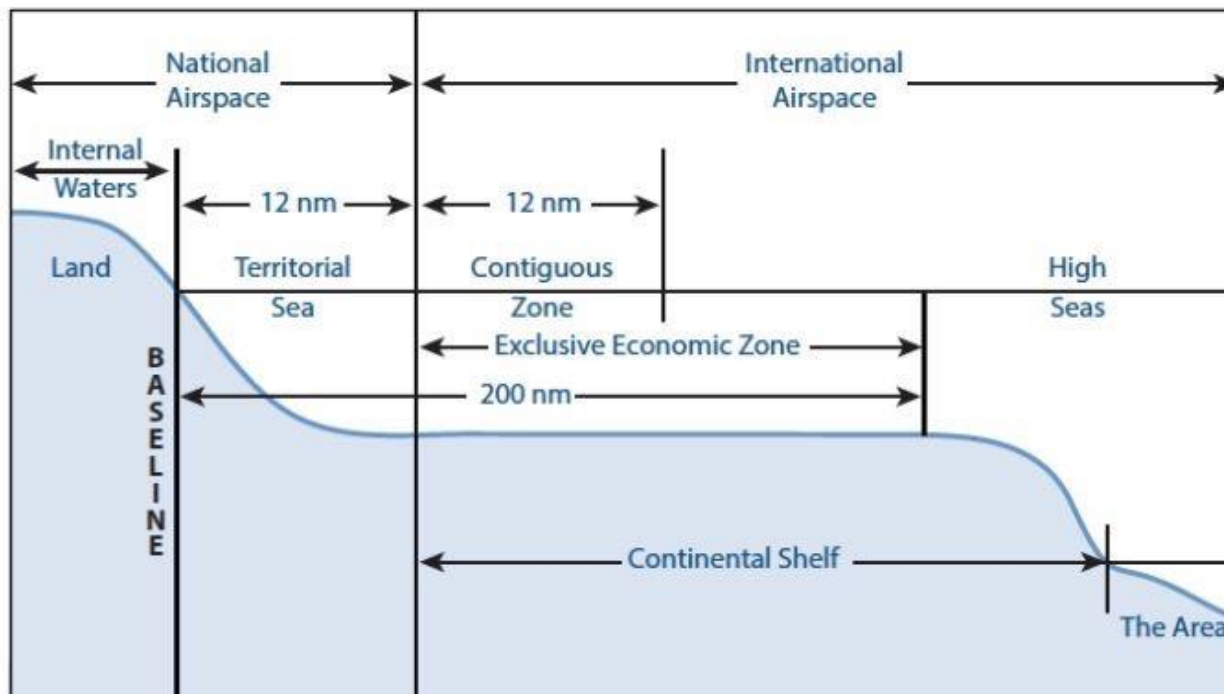 National
Airspace
International
Airspace
Internal
Waters
12 nm
12 nm
Land
Territorial
Sea
Contiguous
Zone
High
Seas
Exclusive Economic Zone
200 nm
BASELINE
Continental Shelf
The Area